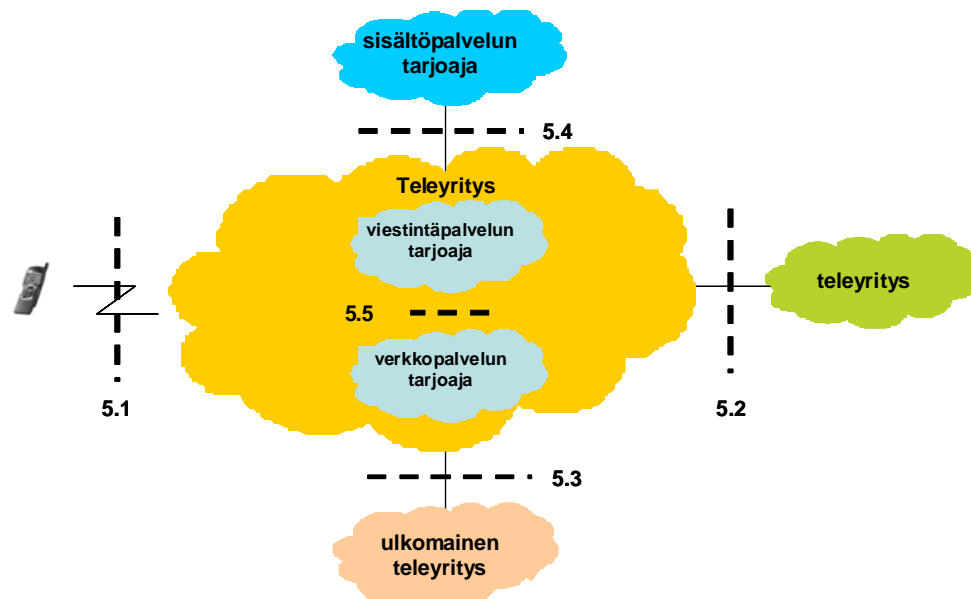 sisältöpalvelun
tarjoaja
5.4
Teleyritys
viestintäpalvelun
tarjoaja
teleyritys
5.5
verkkopalvelun
tarjoaja
5.1
5.2
5.3
ulkomainen
teleyritys